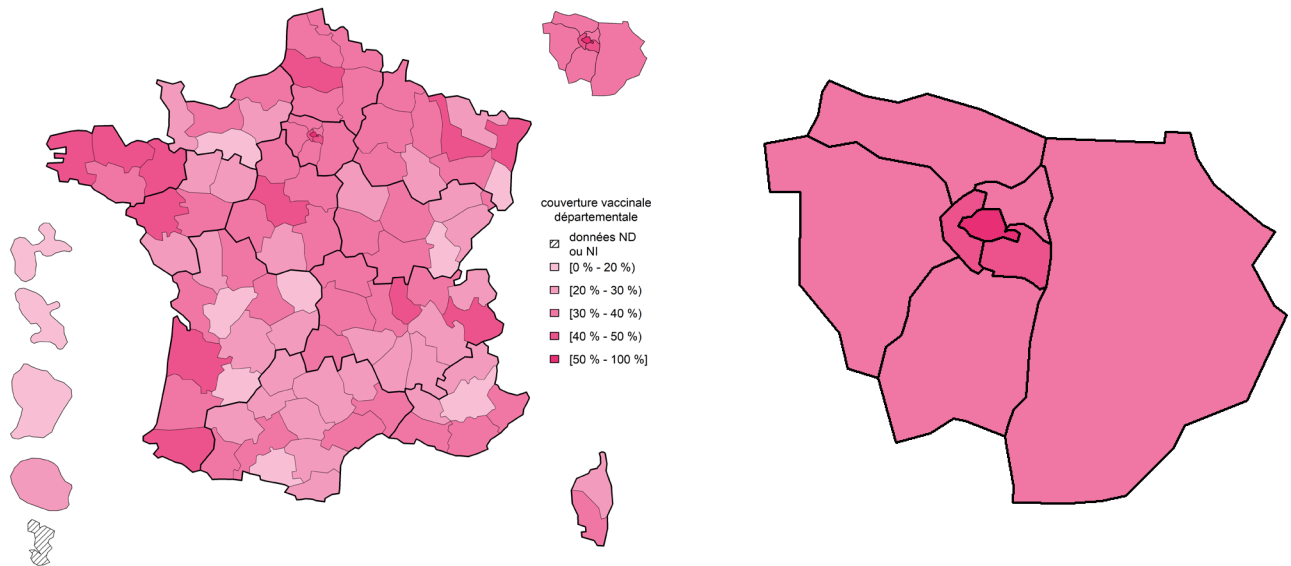 couverture vaccinale
départementale
données ND
ou NI
[0 % - 20 %)
[20 % - 30 %)
[30 % - 40 %)
[40 % - 50 %)
[50 % - 100 %]